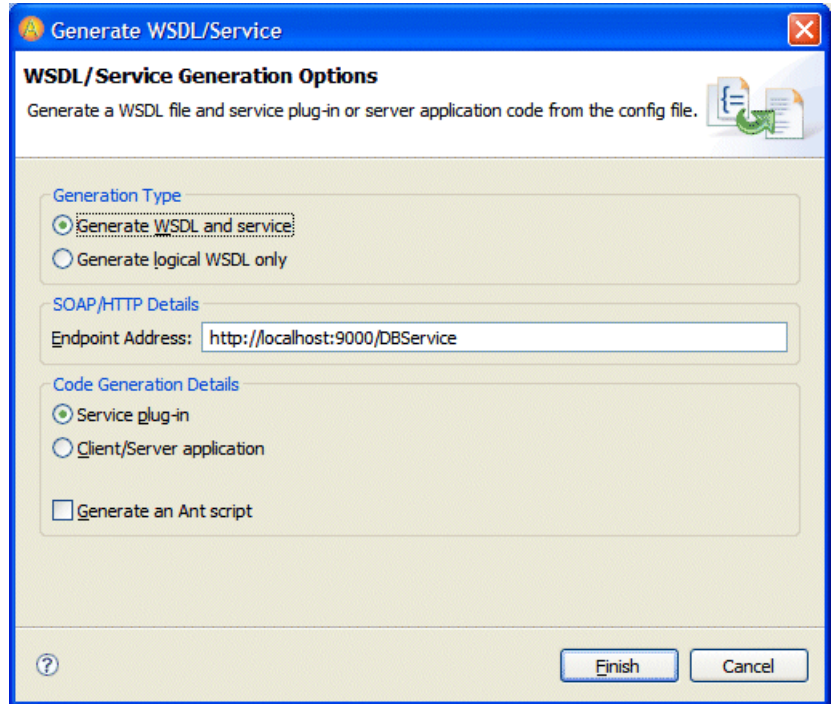 Generate WSDL/Service
WSDL/Service Generation Options
Generate a WSDL file and service plug-in or server application code from the config file.
Generation Type
Generate WSDL and service
Generate logical WSDL only
SOAP/HTTP Details
Endpoint Address: http://localhost:9000/DBService
Code Generation Details
Service plug-in
Client/Server application
Generate an Ant script
Finish Cancel